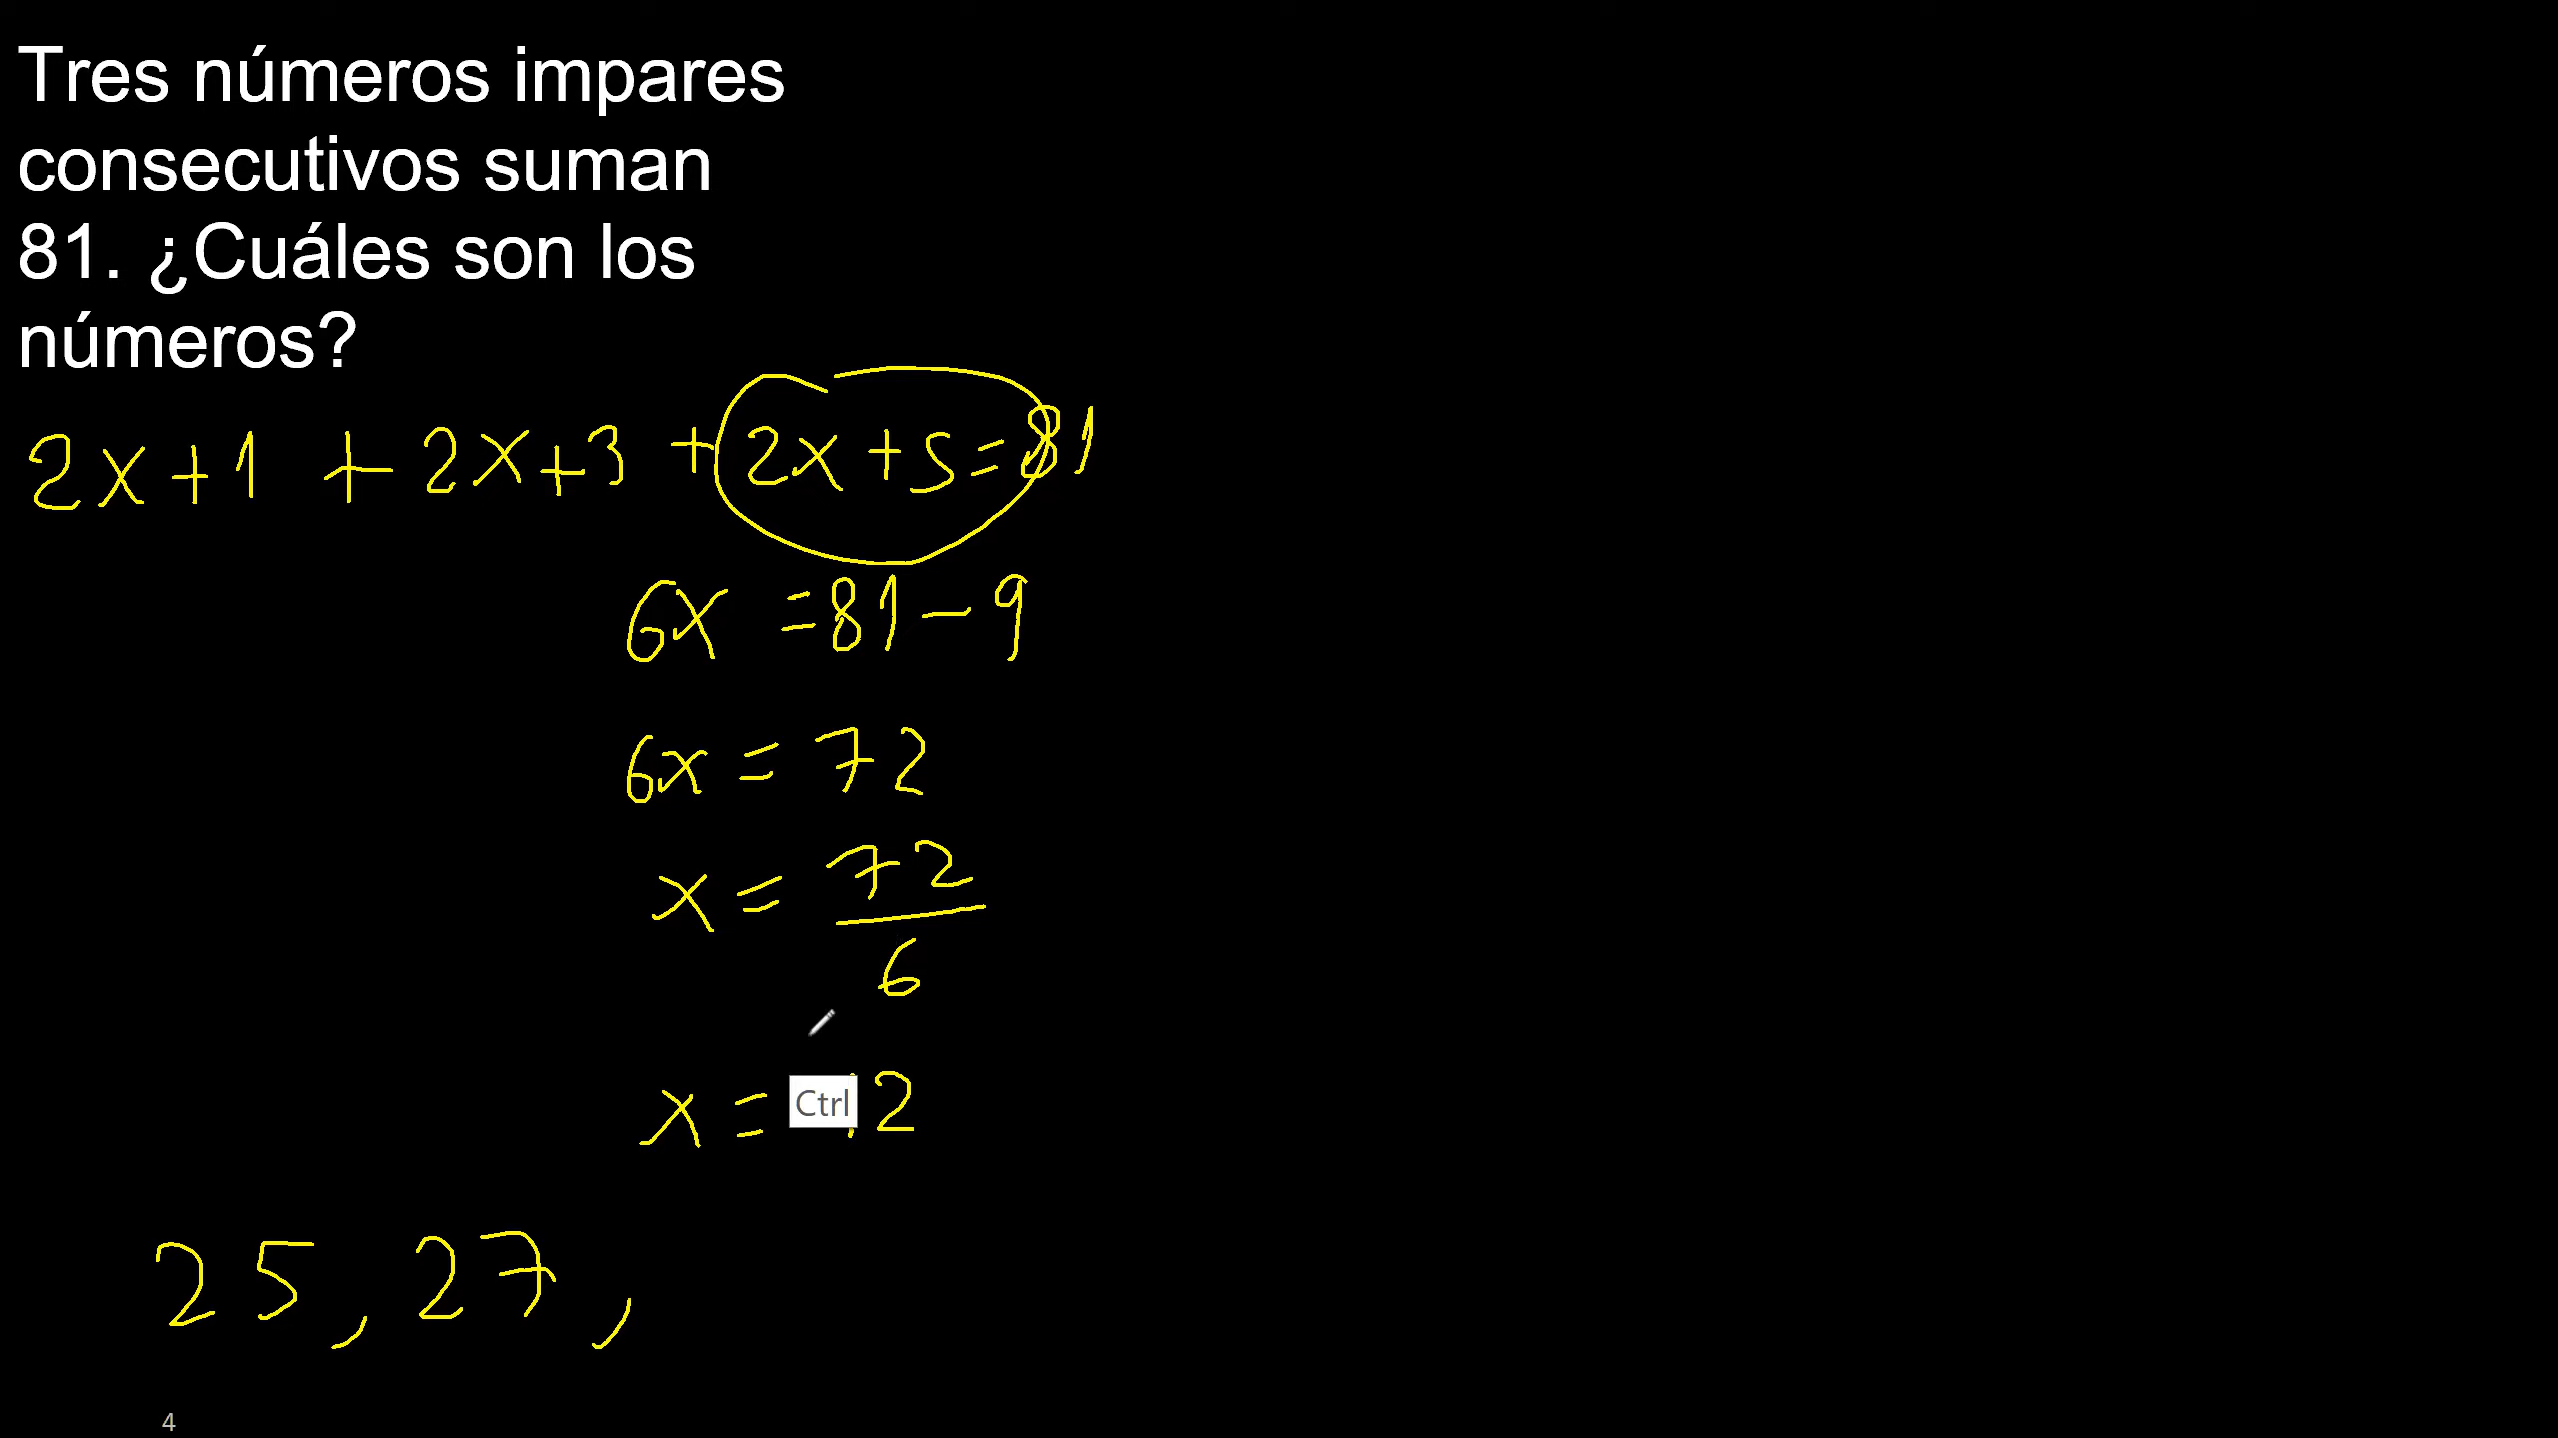 Tres números impares
consecutivos suman
81. ¿Cuáles son los
números?
2x+1 + 2x+3 + 2x+5=81
6x =81-9
6x = 72
x = 72/6
x = 12
Ctrl
25, 27,
4